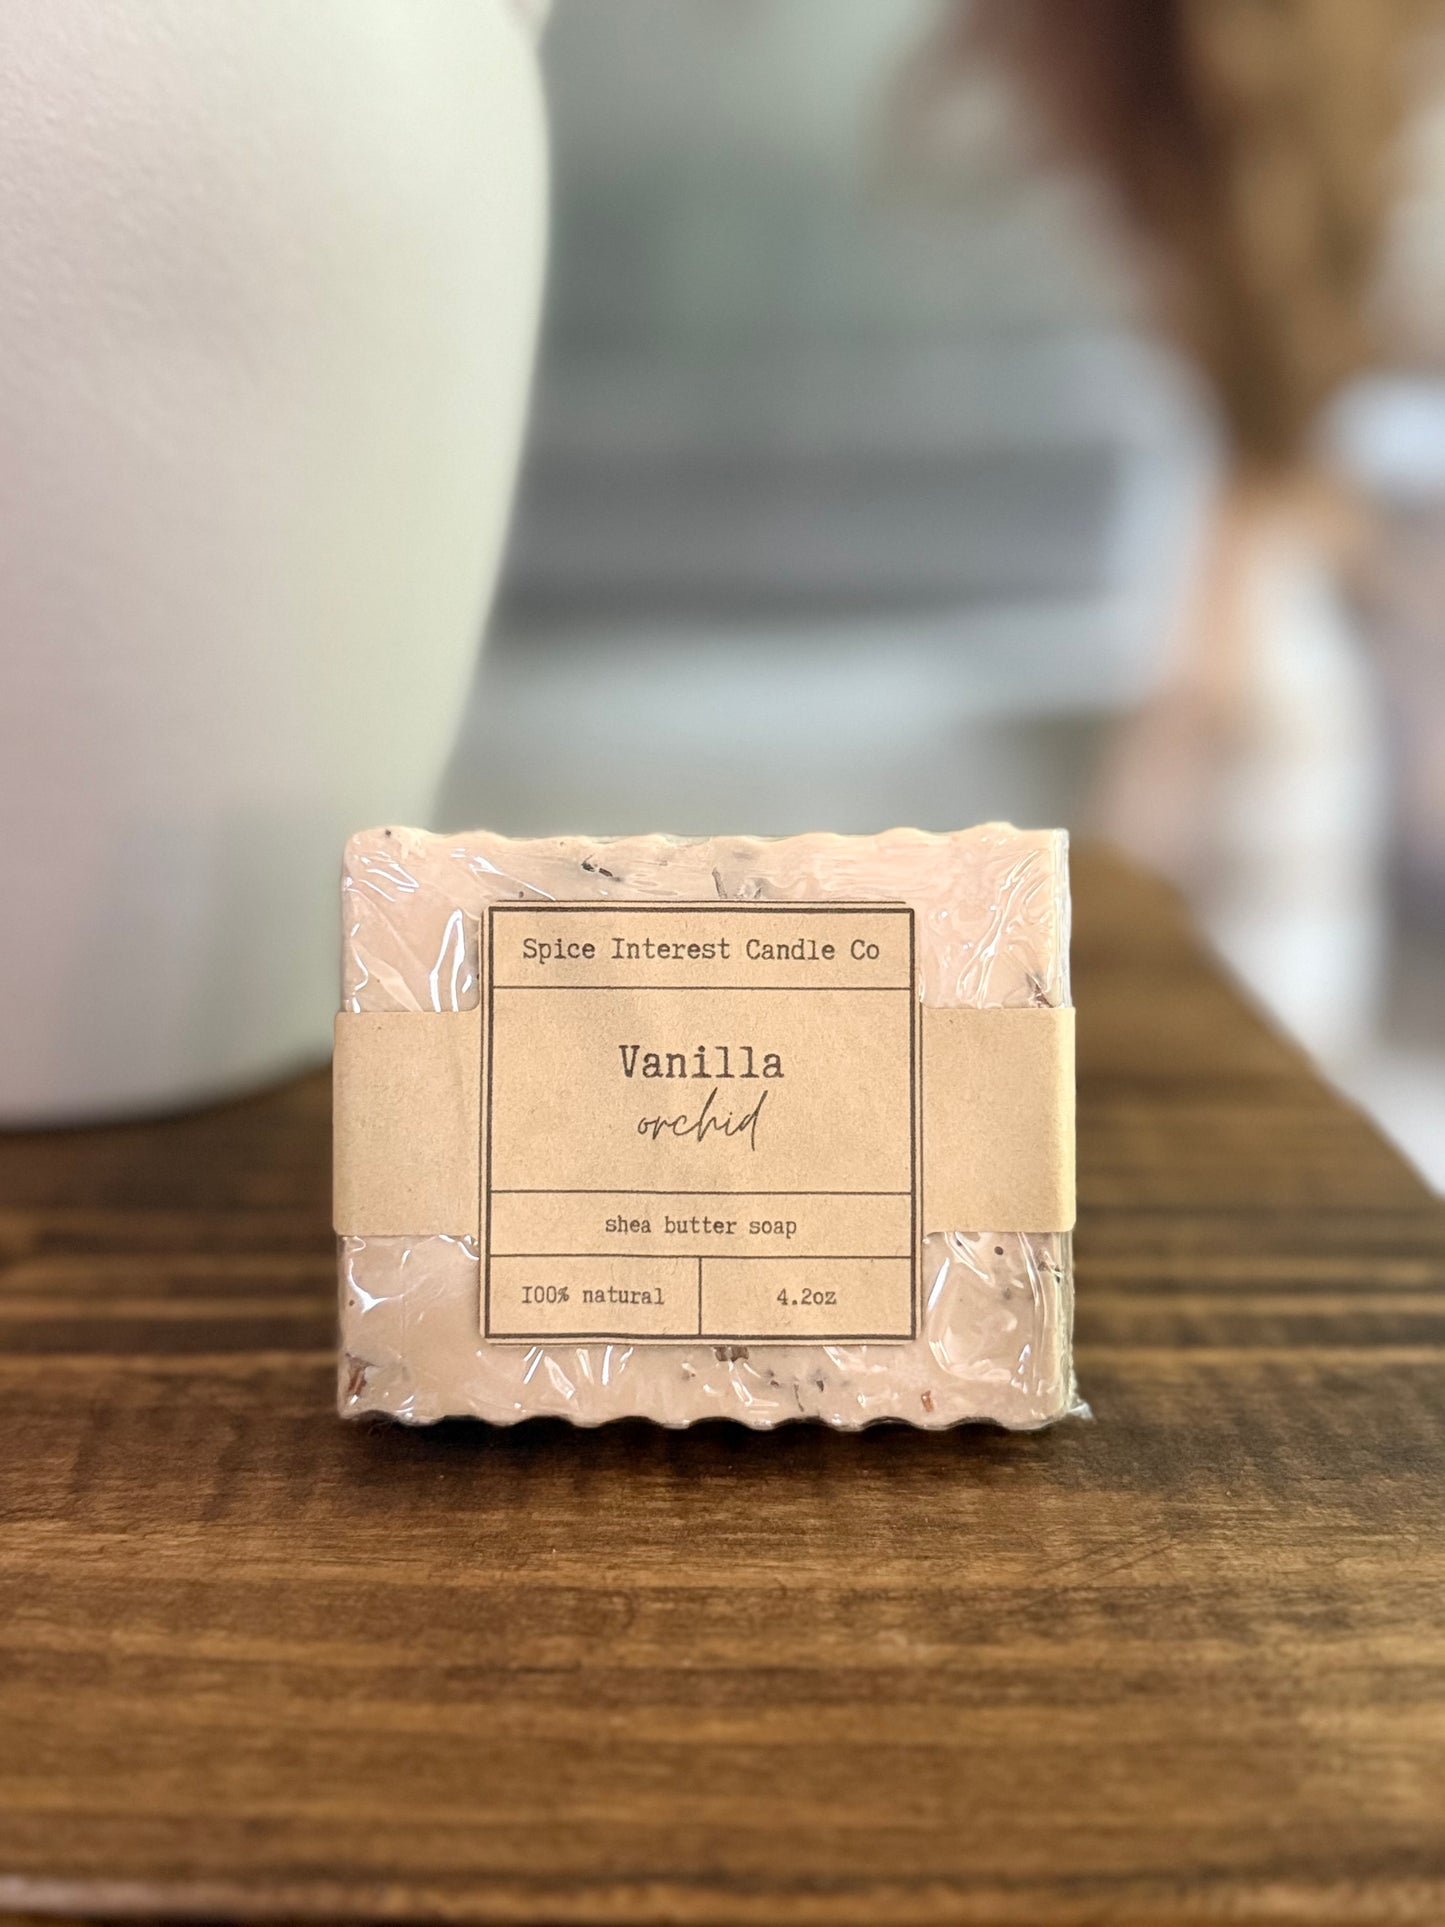 Spice Interest Candle Co
Vanilla
orchid
shea butter soap
100% natural
4.2oz